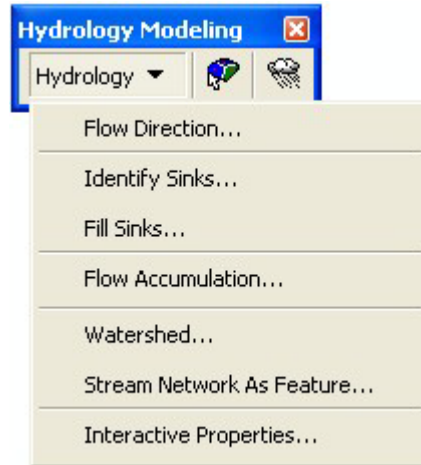 Hydrology Modeling
Hydrology
Flow Direction...
Identify Sinks...
Fill Sinks...
Flow Accumulation...
Watershed...
Stream Network As Feature...
Interactive Properties...